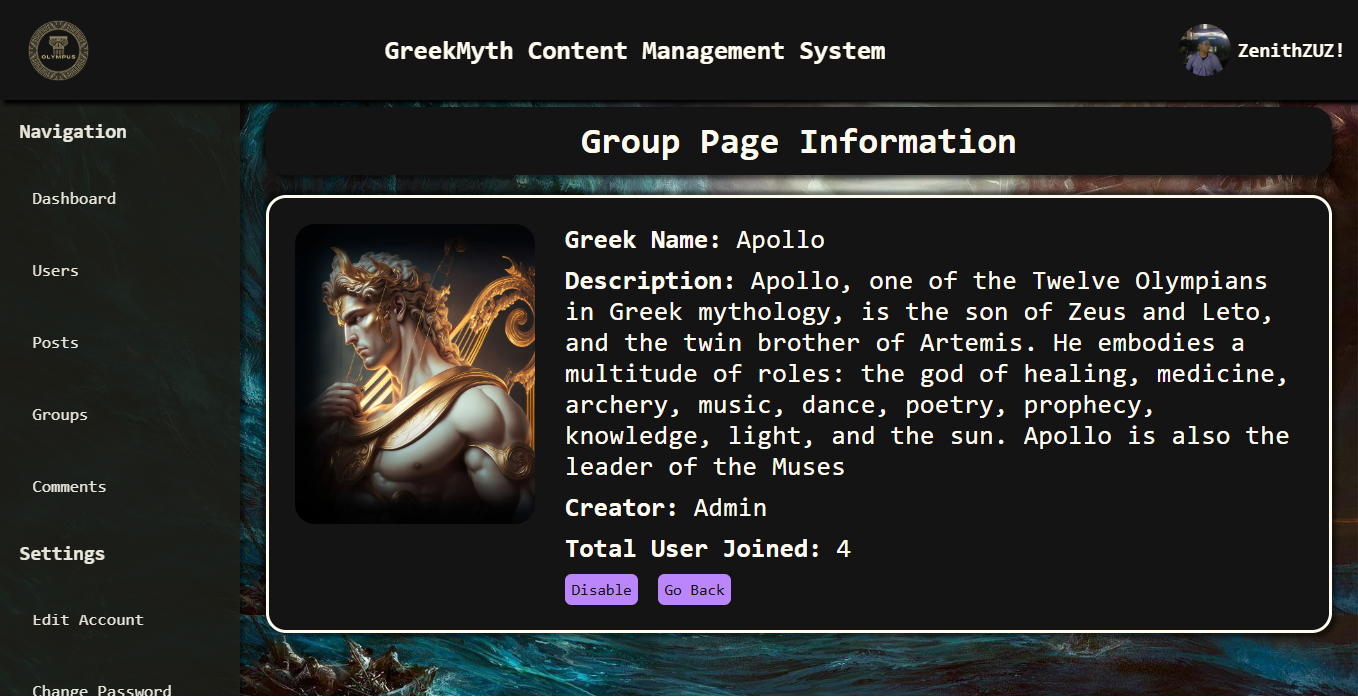 OLYMPUS
GreekMyth Content Management System
ZenithZUZ!
Navigation
Dashboard
Users
Posts
Groups
Comments
Settings
Edit Account
Change Password
Group Page Information
Greek Name: Apollo
Description: Apollo, one of the Twelve Olympians
in Greek mythology, is the son of Zeus and Leto,
and the twin brother of Artemis. He embodies a
multitude of roles: the god of healing, medicine,
archery, music, dance, poetry, prophecy,
knowledge, light, and the sun. Apollo is also the
leader of the Muses
Creator: Admin
Total User Joined: 4
Disable Go Back